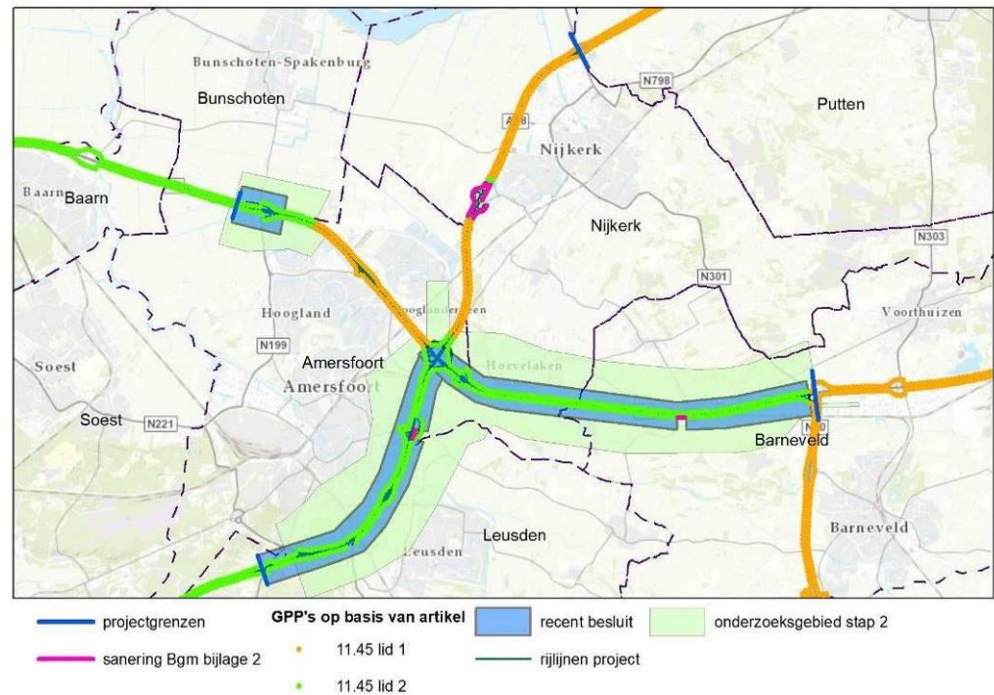 Bunschoten-Spakenburg
Bunschoten
N798
Putten
Nijkerk
Baarn
Baarn
Nijkerk
N303
N301
Voorthuizen
Hoogland
N199
Hoevelaken
Soest
Amersfoort
Amersfoort
Soest
N221
Barneveld
Leusden
Leusden
Barneveld
projectgrenzen
GPP's op basis van artikel
recent besluit
onderzoeksgebied stap 2
sanering Bgm bijlage 2
11.45 lid 1
rijlijnen project
11.45 lid 2